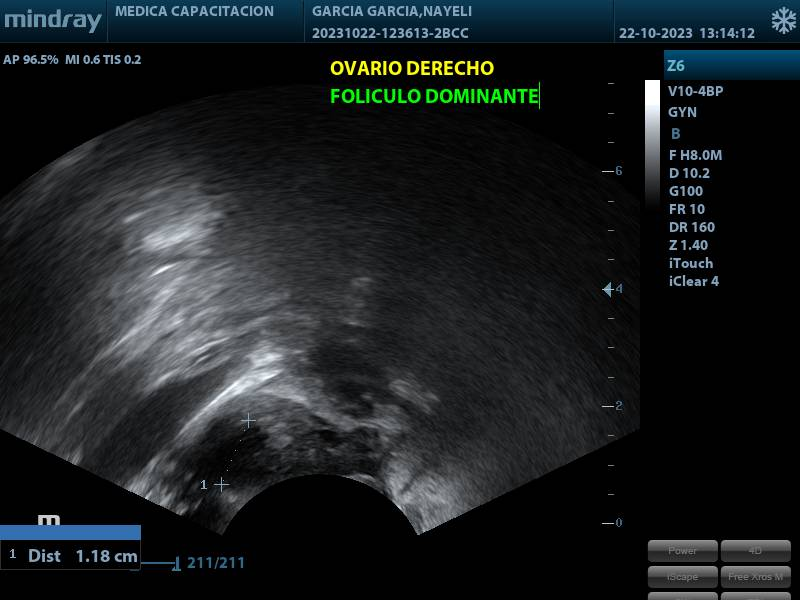 mindray
MEDICA CAPACITACION
GARCIA GARCIA,NAYELI
20231022-123613-2BCC
22-10-2023 13:14:12
AP 96.5% MI 0.6 TIS 0.2
OVARIO DERECHO
FOLICULO DOMINANTE
Z6
V10-4BP
GYN
B
F H8.0M
D 10.2
G100
FR 10
DR 160
Z 1.40
iTouch
iClear 4
6
4
2
0
1
m
1 Dist 1.18 cm
211/211
Power
4D
iScape
Free Xros M